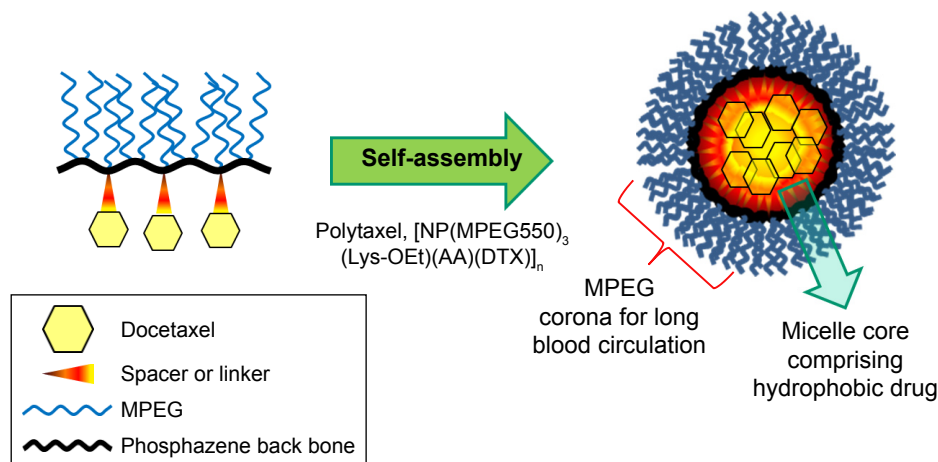 Self-assembly
Polytaxel, [NP(MPEG550)₃
(Lys-OEt)(AA)(DTX)]ₙ
MPEG
corona for long
blood circulation
Micelle core
comprising
hydrophobic drug
Docetaxel
Spacer or linker
MPEG
Phosphazene back bone